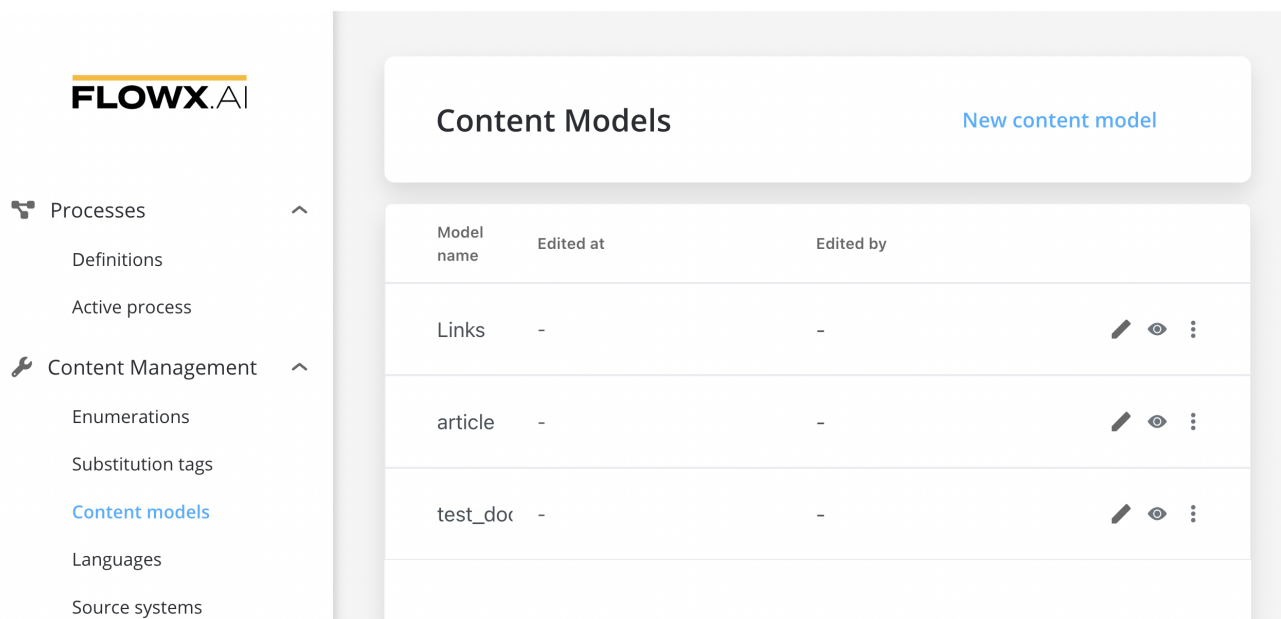 FLOWX.AI
Processes
Definitions
Active process
Content Management
Enumerations
Substitution tags
Content models
Languages
Source systems
Content Models
New content model
Model name
Edited at
Edited by
Links - -
article - -
test_doc - -